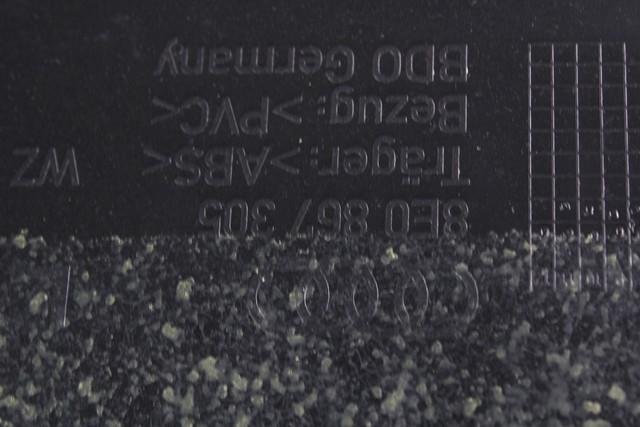 8E0 867 305
Träger: >ABS<
WZ
Bezug: >PVC<
BDO Germany